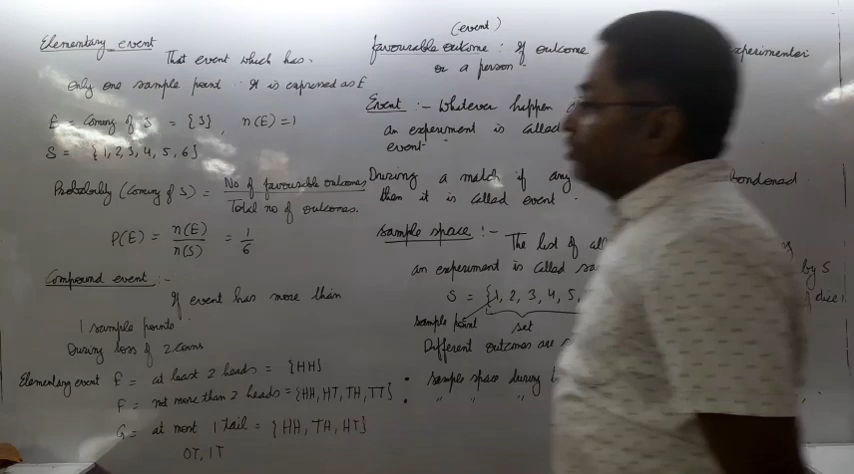 Elementary event
That event which has
only one sample point. It is expressed as E
E = Coming of 5 = {5}, n(E) = 1
S = {1, 2, 3, 4, 5, 6}
Probability (Coming of 5) = No of favourable outcomes / Total no of outcomes.
P(E) = n(E) / n(S) = 1 / 6
Compound event :-
If event has more than
1 sample points
During toss of 2 coins
Elementary event E = at least 2 heads = {HH}
F = not more than 2 heads = {HH, HT, TH, TT}
G = at most 1 tail = {HH, TH, HT}
0T, 1T
(event)
favourable outcome : If outcome
or a person.
Event :- Whatever happen
an experiment is called
event
During a match if any
then it is called event.
Sample space :- The list of all
an experiment is called
by S
S = {1, 2, 3, 4, 5,
dice)
sample point set
Different outcomes are
sample space during
" " "